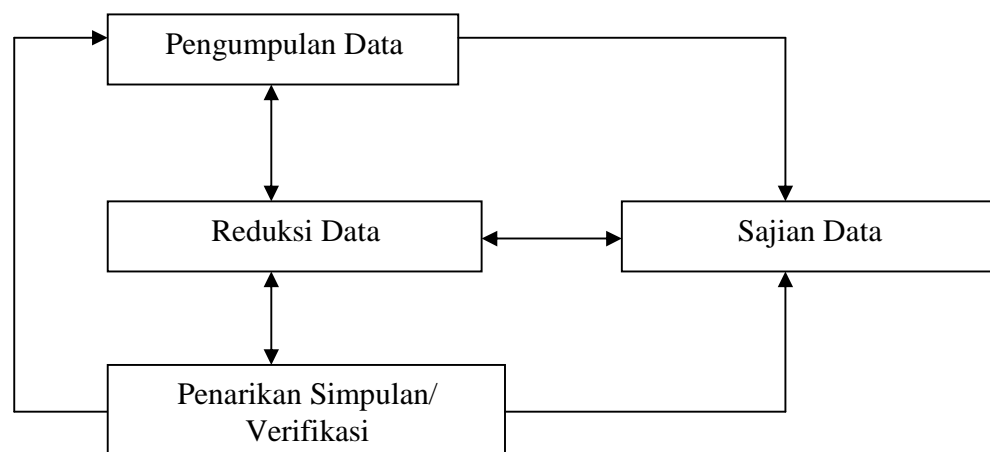 Pengumpulan Data
Reduksi Data
Sajian Data
Penarikan Simpulan/
Verifikasi